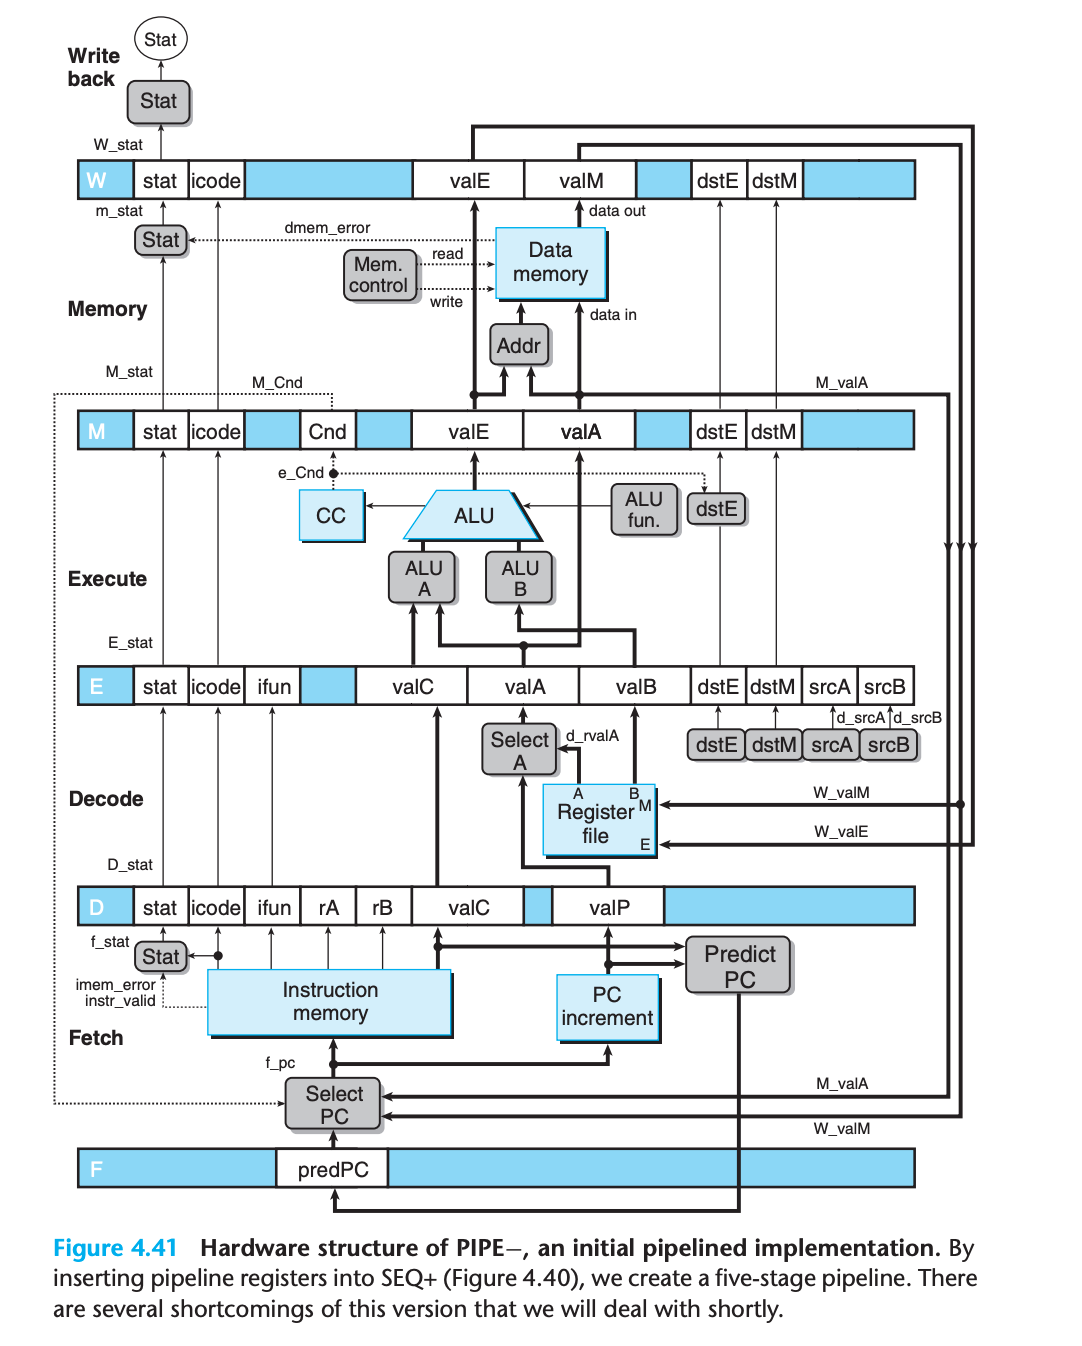 Stat
Write
back
Stat
W_stat
W stat icode valE valM dstE dstM
m_stat
data out
Stat
dmem_error
Mem.
control
read
write
Data
memory
Memory
data in
Addr
M_stat
M_Cnd
M_valA
M stat icode Cnd valE valA dstE dstM
e_Cnd
CC
ALU
ALU
fun.
dstE
ALU
A
ALU
B
Execute
E_stat
E stat icode ifun valC valA valB dstE dstM srcA srcB
d_srcA d_srcB
Select
A
d_rvalA
dstE dstM srcA srcB
Decode
A B
M
Register
file
E
W_valM
W_valE
D_stat
D stat icode ifun rA rB valC valP
f_stat
Stat
imem_error
instr_valid
Instruction
memory
PC
increment
Predict
PC
Fetch
f_pc
Select
PC
M_valA
W_valM
F predPC
Figure 4.41 Hardware structure of PIPE−, an initial pipelined implementation. By
inserting pipeline registers into SEQ+ (Figure 4.40), we create a five-stage pipeline. There
are several shortcomings of this version that we will deal with shortly.